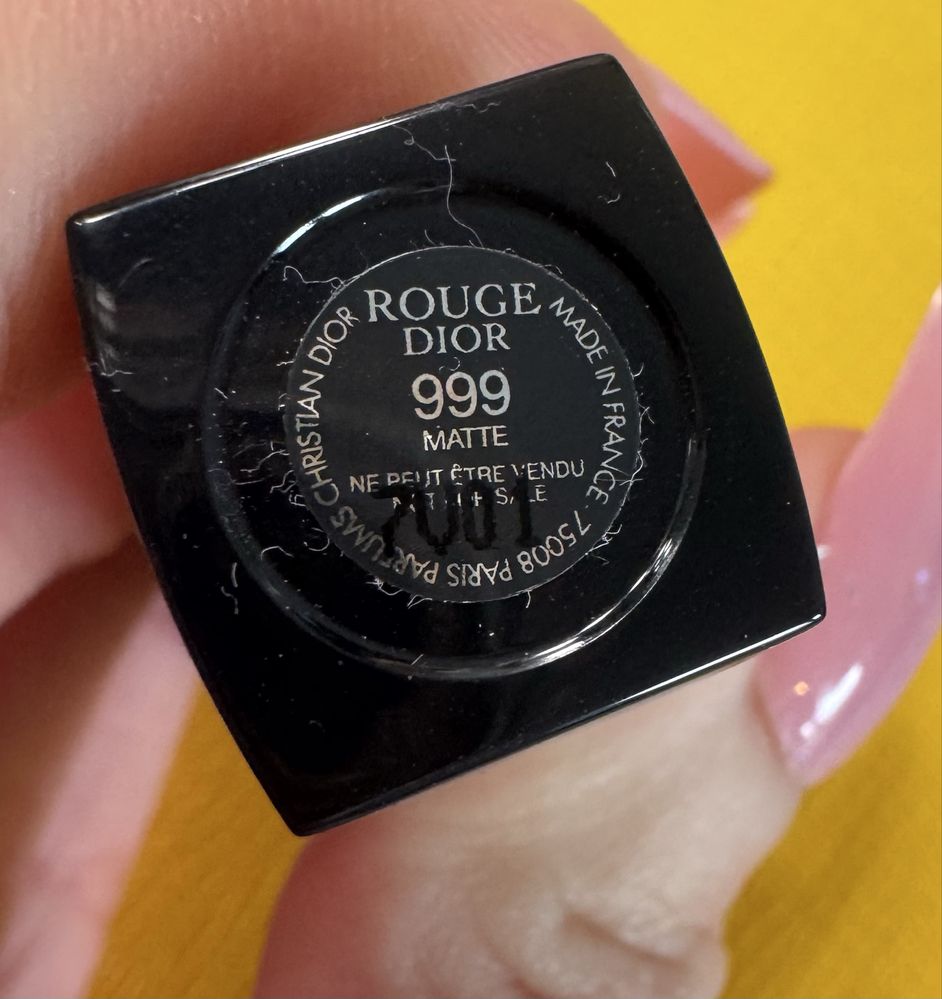 ROUGE
DIOR
999
MATTE
NE PEUT ÊTRE VENDU
NOT FOR SALE
MADE IN FRANCE . 75008 PARIS PARFUMS CHRISTIAN DIOR